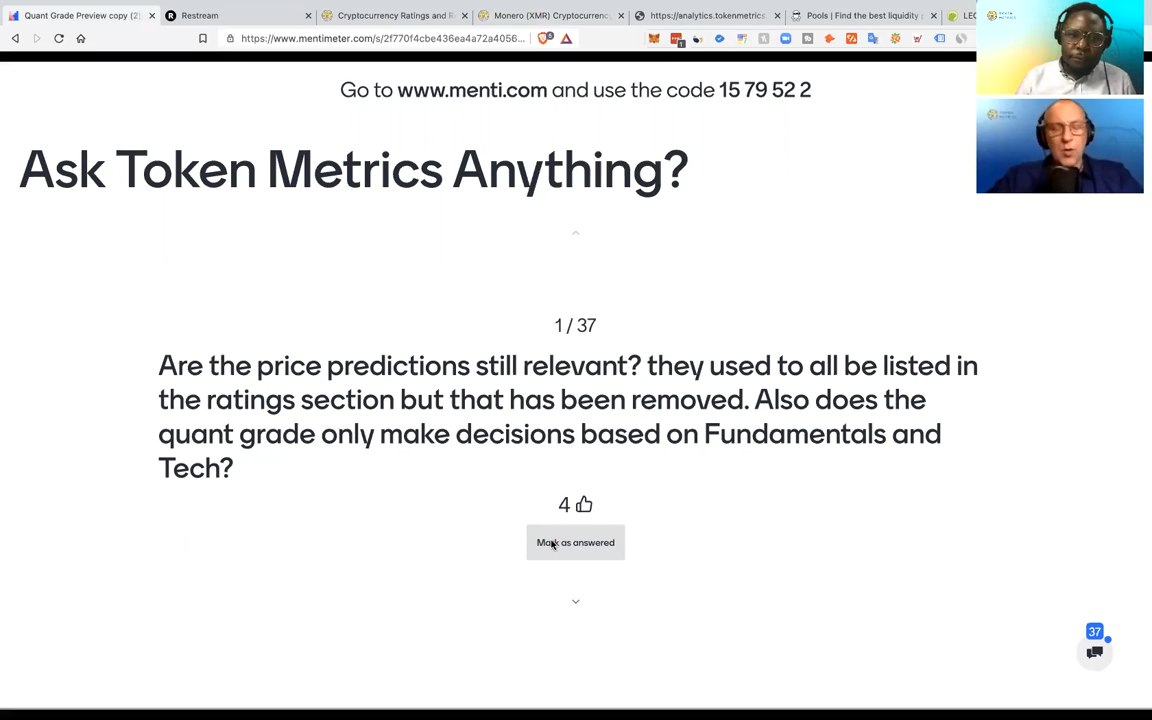 Quant Grade Preview copy (2)
Restream
Cryptocurrency Ratings and R
Monero (XMR) Cryptocurrenc
https://analytics.tokenmetrics.
Pools | Find the best liquidity
LEO
https://www.mentimeter.com/s/2f770f4cbe436ea4a72a4056...
Go to www.menti.com and use the code 15 79 52 2
Ask Token Metrics Anything?
1 / 37
Are the price predictions still relevant? they used to all be listed in
the ratings section but that has been removed. Also does the
quant grade only make decisions based on Fundamentals and
Tech?
4
Mark as answered
37